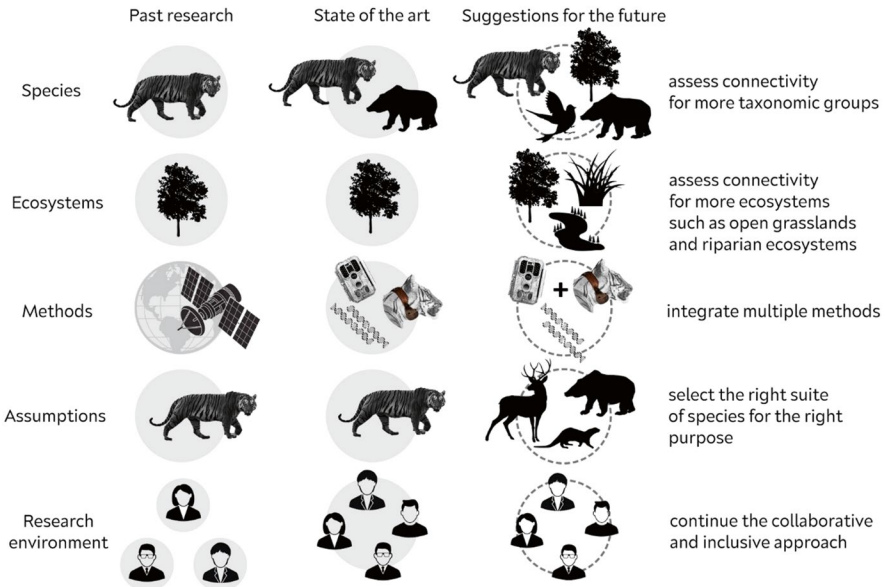 Past research
State of the art
Suggestions for the future
Species
assess connectivity
for more taxonomic groups
Ecosystems
assess connectivity
for more ecosystems
such as open grasslands
and riparian ecosystems
Methods
+
integrate multiple methods
Assumptions
select the right suite
of species for the right
purpose
Research
environment
continue the collaborative
and inclusive approach